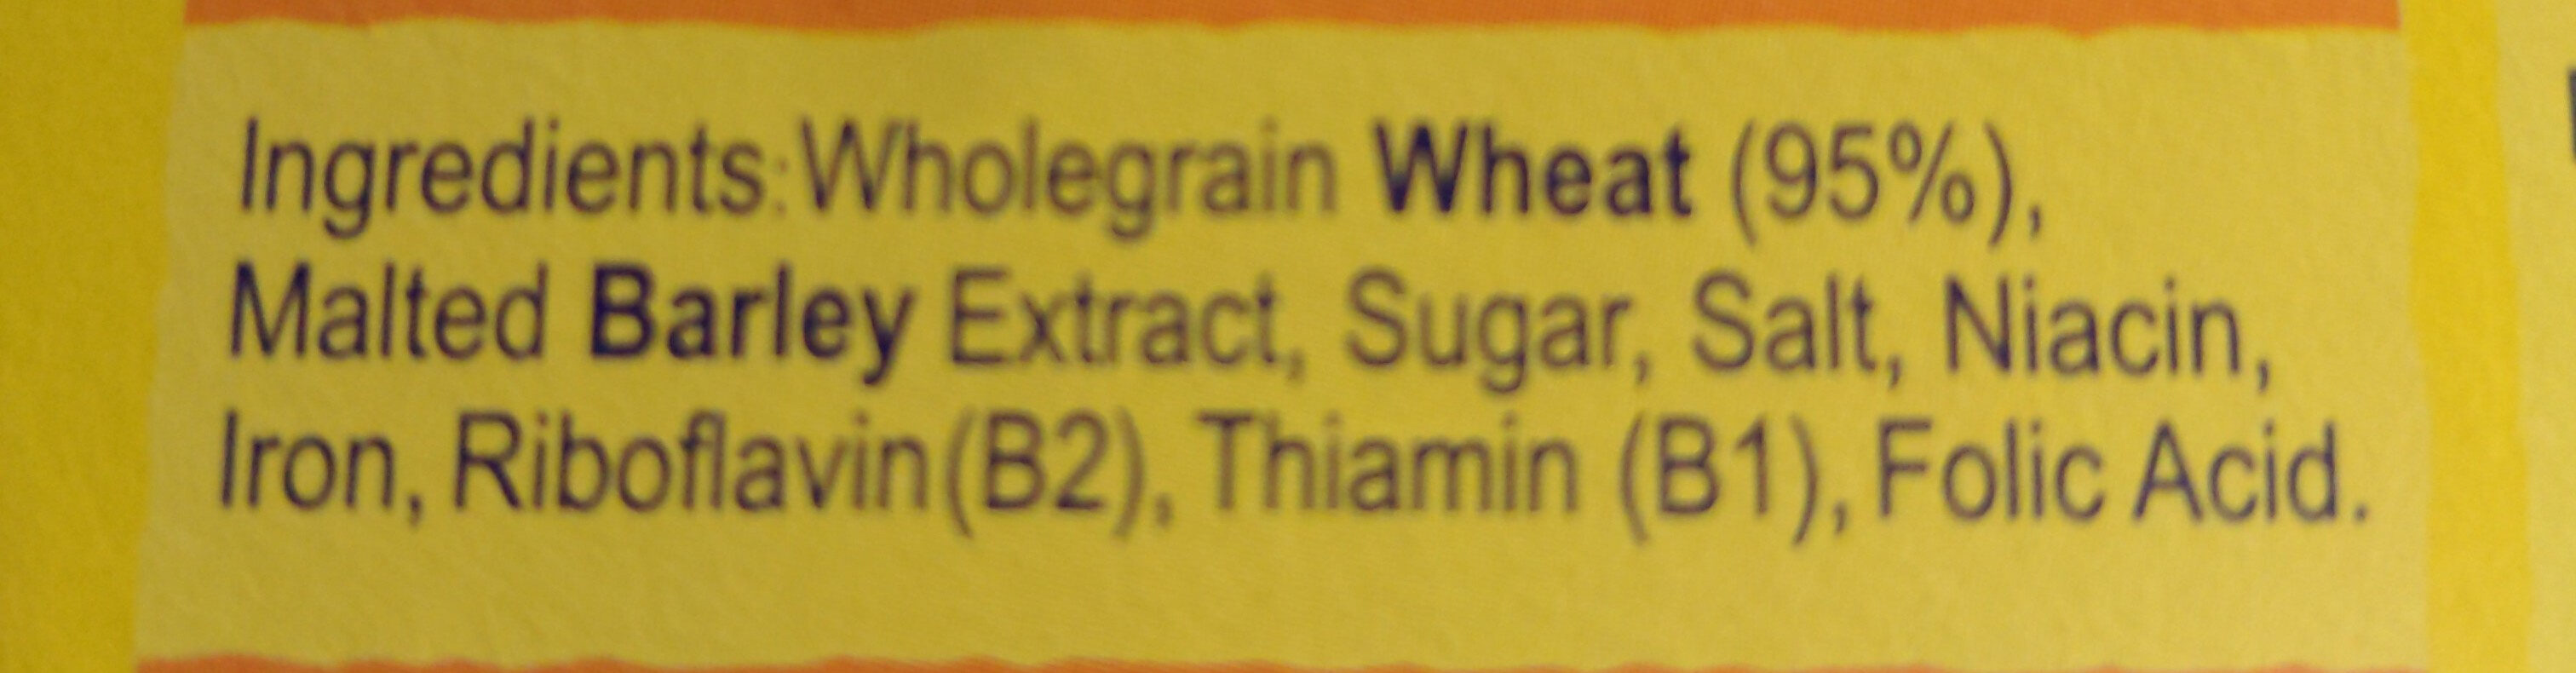 Ingredients: Wholegrain Wheat (95%),
Malted Barley Extract, Sugar, Salt, Niacin,
Iron, Riboflavin(B2), Thiamin (B1), Folic Acid.